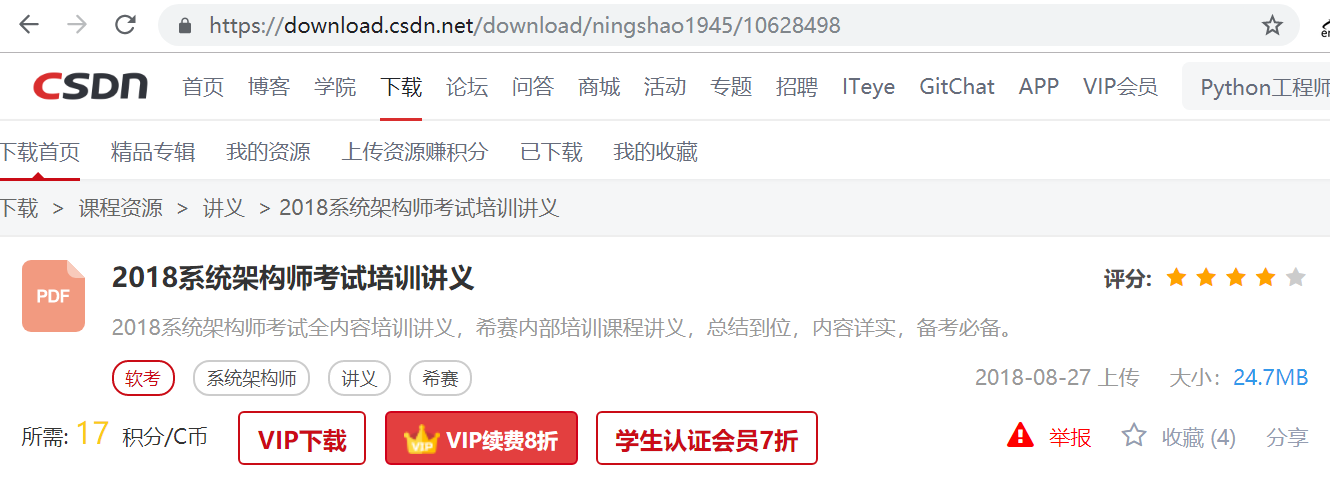 https://download.csdn.net/download/ningshao1945/10628498
CSDN 首页 博客 学院 下载 论坛 问答 商城 活动 专题 招聘 ITeye GitChat APP VIP会员 Python工程师
下载首页 精品专辑 我的资源 上传资源赚积分 已下载 我的收藏
下载 > 课程资源 > 讲义 > 2018系统架构师考试培训讲义
PDF 2018系统架构师考试培训讲义 评分:
2018系统架构师考试全内容培训讲义，希赛内部培训课程讲义，总结到位，内容详实，备考必备。
软考 系统架构师 讲义 希赛 2018-08-27 上传 大小： 24.7MB
所需: 17 积分/C币 VIP下载 VIP VIP续费8折 学生认证会员7折 举报 收藏 (4) 分享